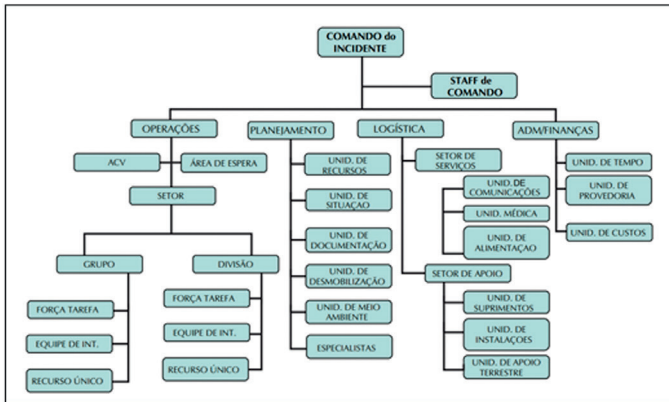 COMANDO do
INCIDENTE
STAFF de
COMANDO
OPERAÇÕES
PLANEJAMENTO
LOGÍSTICA
ADM/FINANÇAS
ACV
ÁREA DE ESPERA
SETOR
GRUPO
DIVISÃO
FORÇA TAREFA
EQUIPE DE INT.
RECURSO ÚNICO
FORÇA TAREFA
EQUIPE DE INT.
RECURSO ÚNICO
UNID. DE
RECURSOS
UNID. DE
SITUAÇAO
UNID. DE
DOCUMENTAÇÃO
UNID. DE
DESMOBILIZAÇÃO
UNID. DE MEIO
AMBIENTE
ESPECIALISTAS
SETOR DE
SERVIÇOS
UNID. DE
COMUNICAÇÕES
UNID. MÉDICA
UNID. DE
ALIMENTAÇAO
SETOR DE APOIO
UNID. DE
SUPRIMENTOS
UNID. DE
INSTALAÇOES
UNID. DE APOIO
TERRESTRE
UNID. DE TEMPO
UNID. DE
PROVEDORIA
UNID. DE CUSTOS